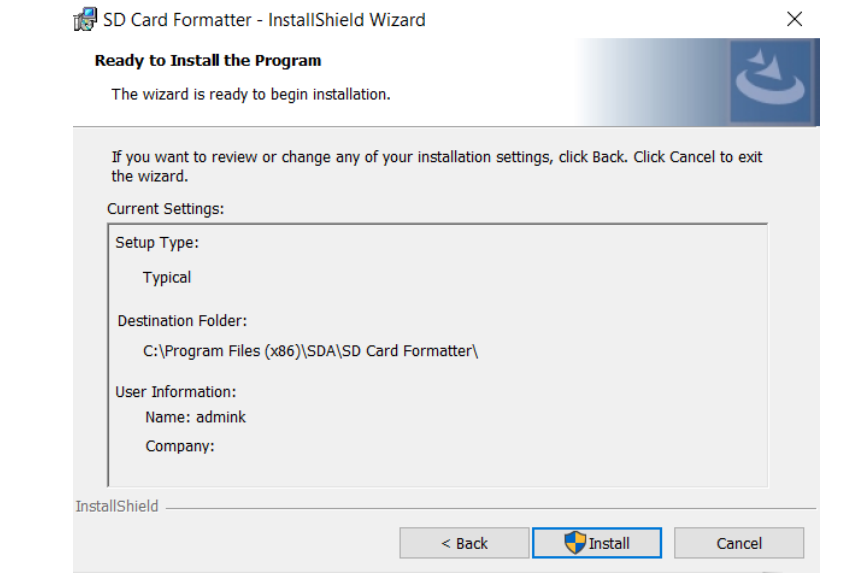 SD Card Formatter - InstallShield Wizard
Ready to Install the Program
The wizard is ready to begin installation.
If you want to review or change any of your installation settings, click Back. Click Cancel to exit
the wizard.
Current Settings:
Setup Type:
Typical
Destination Folder:
C:\Program Files (x86)\SDA\SD Card Formatter\
User Information:
Name: admink
Company:
InstallShield
< Back
Install
Cancel